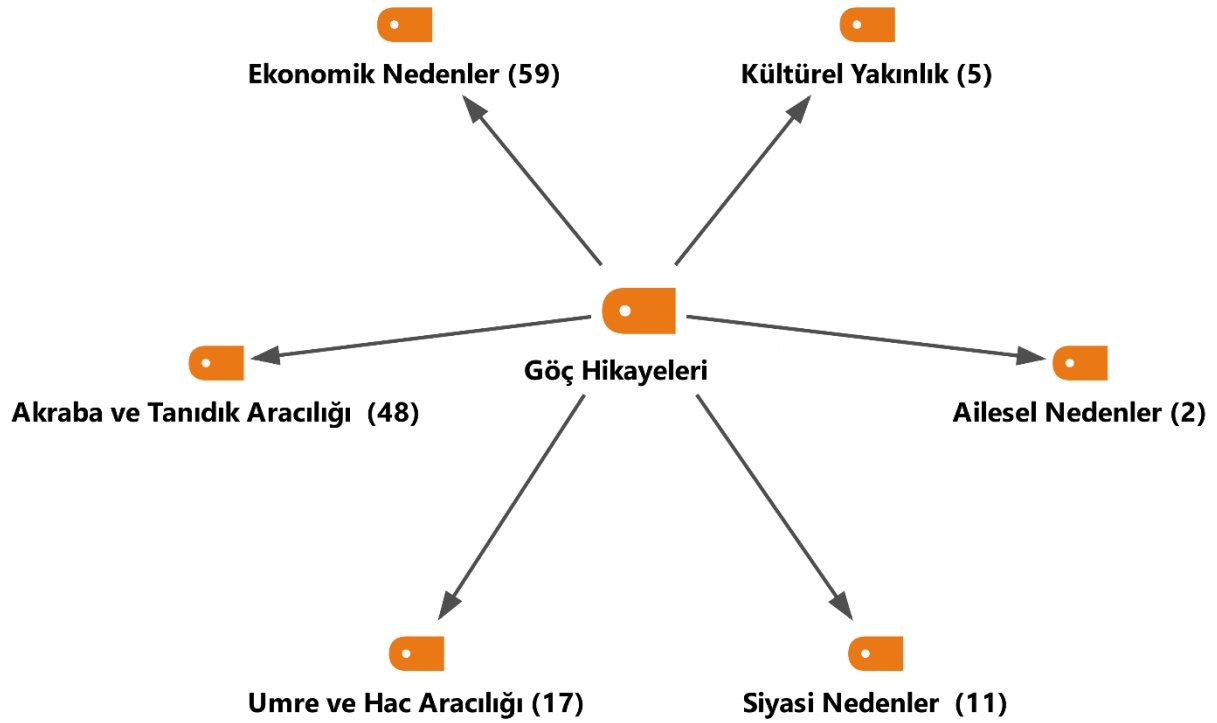 Ekonomik Nedenler (59)
Kültürel Yakınlık (5)
Göç Hikayeleri
Akraba ve Tanıdık Aracılığı (48)
Ailesel Nedenler (2)
Umre ve Hac Aracılığı (17)
Siyasi Nedenler (11)